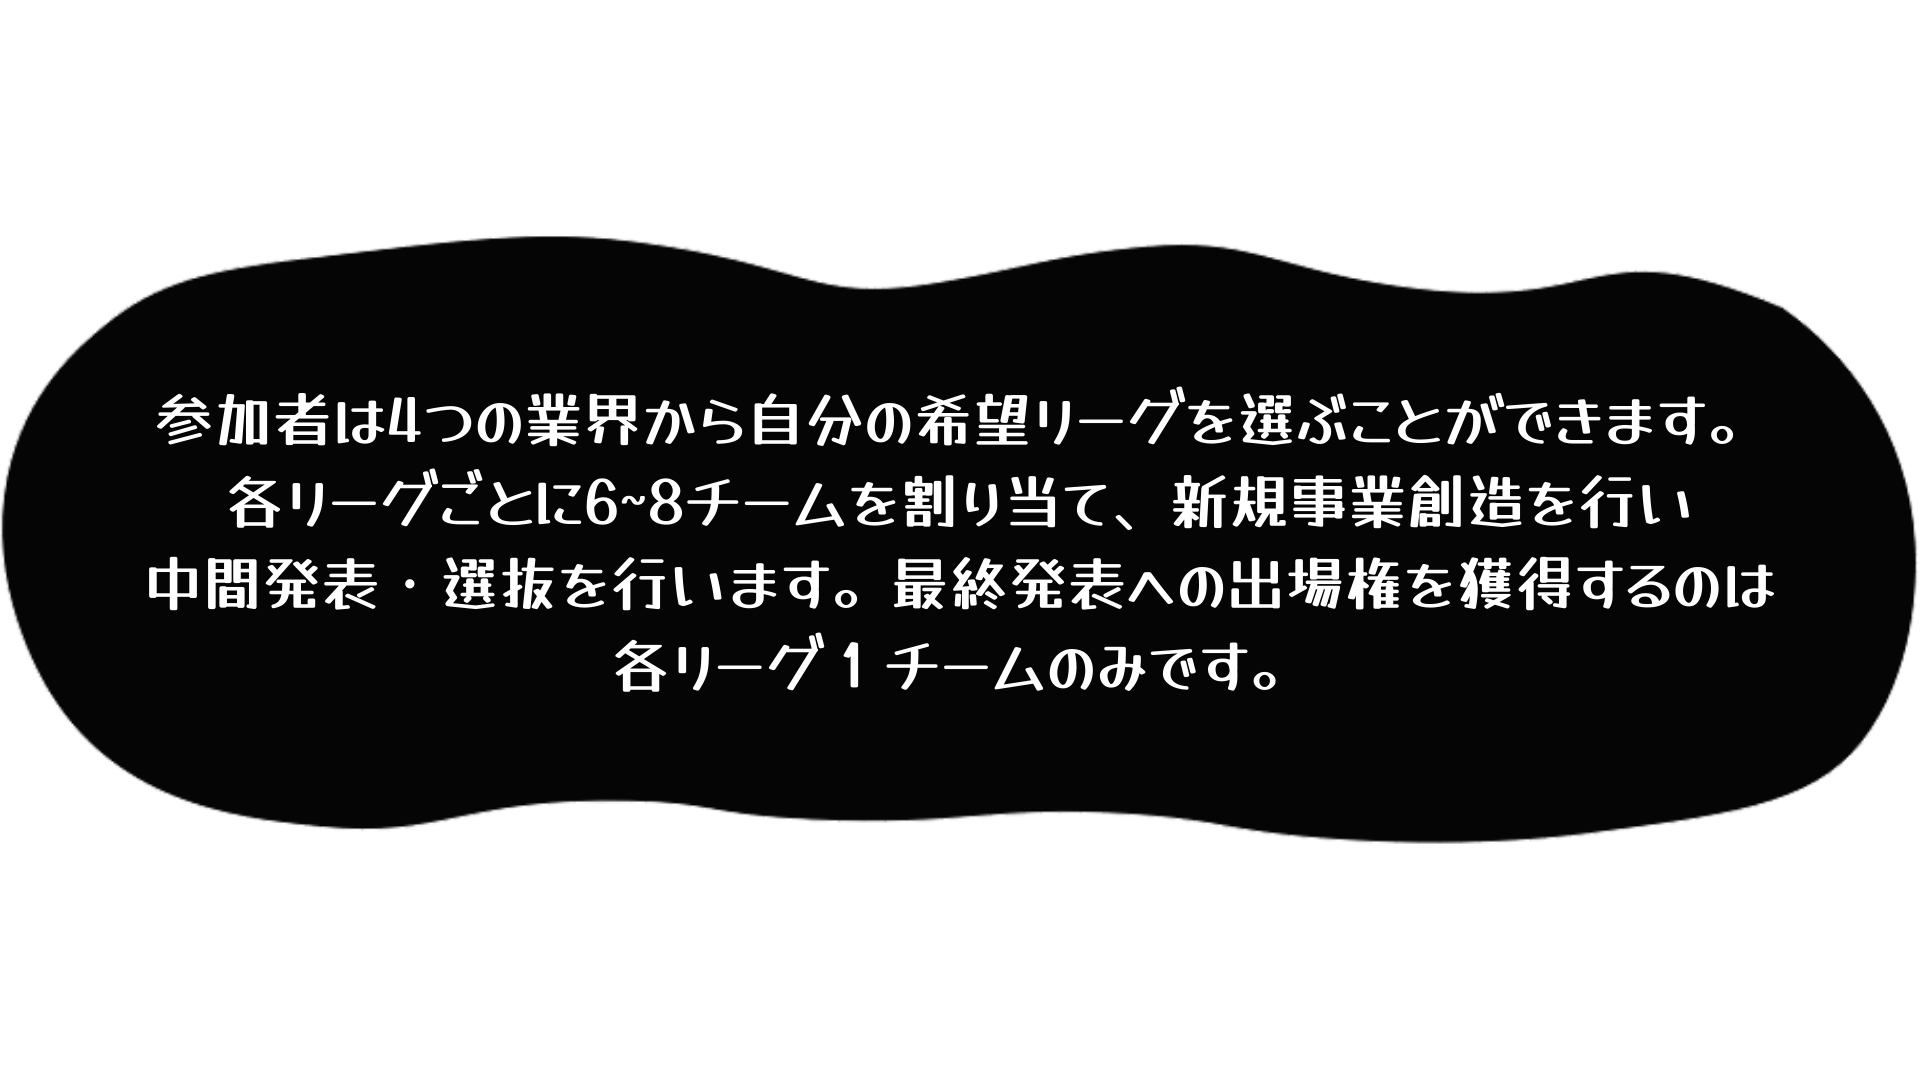 参加者は4つの業界から自分の希望リーグを選ぶことができます。
各リーグごとに6~8チームを割り当て、新規事業創造を行い
中間発表・選抜を行います。最終発表への出場権を獲得するのは
各リーグ1チームのみです。